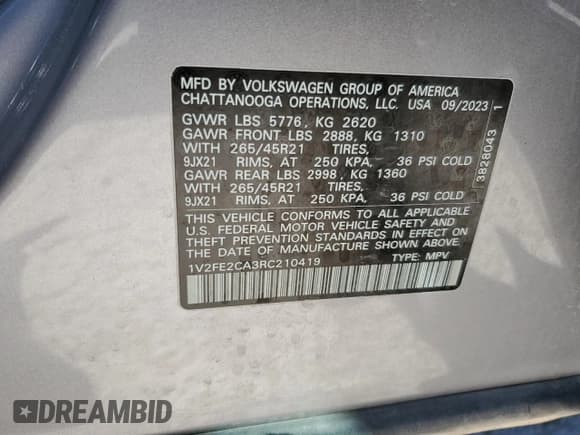 MFD BY VOLKSWAGEN GROUP OF AMERICA
CHATTANOOGA OPERATIONS, LLC. USA 09/2023
GVWR LBS 5776, KG 2620
GAWR FRONT LBS 2888, KG 1310
WITH 265/45R21 TIRES,
9JX21 RIMS, AT 250 KPA, 36 PSI COLD
GAWR REAR LBS 2998, KG 1360
WITH 265/45R21 TIRES,
9JX21 RIMS, AT 250 KPA, 36 PSI COLD
THIS VEHICLE CONFORMS TO ALL APPLICABLE
U.S. FEDERAL MOTOR VEHICLE SAFETY AND
THEFT PREVENTION STANDARDS IN EFFECT ON
THE DATE OF MANUFACTURE SHOWN ABOVE.
1V2FE2CA3RC210419 TYPE: MPV
3828043 1
DREAMBID